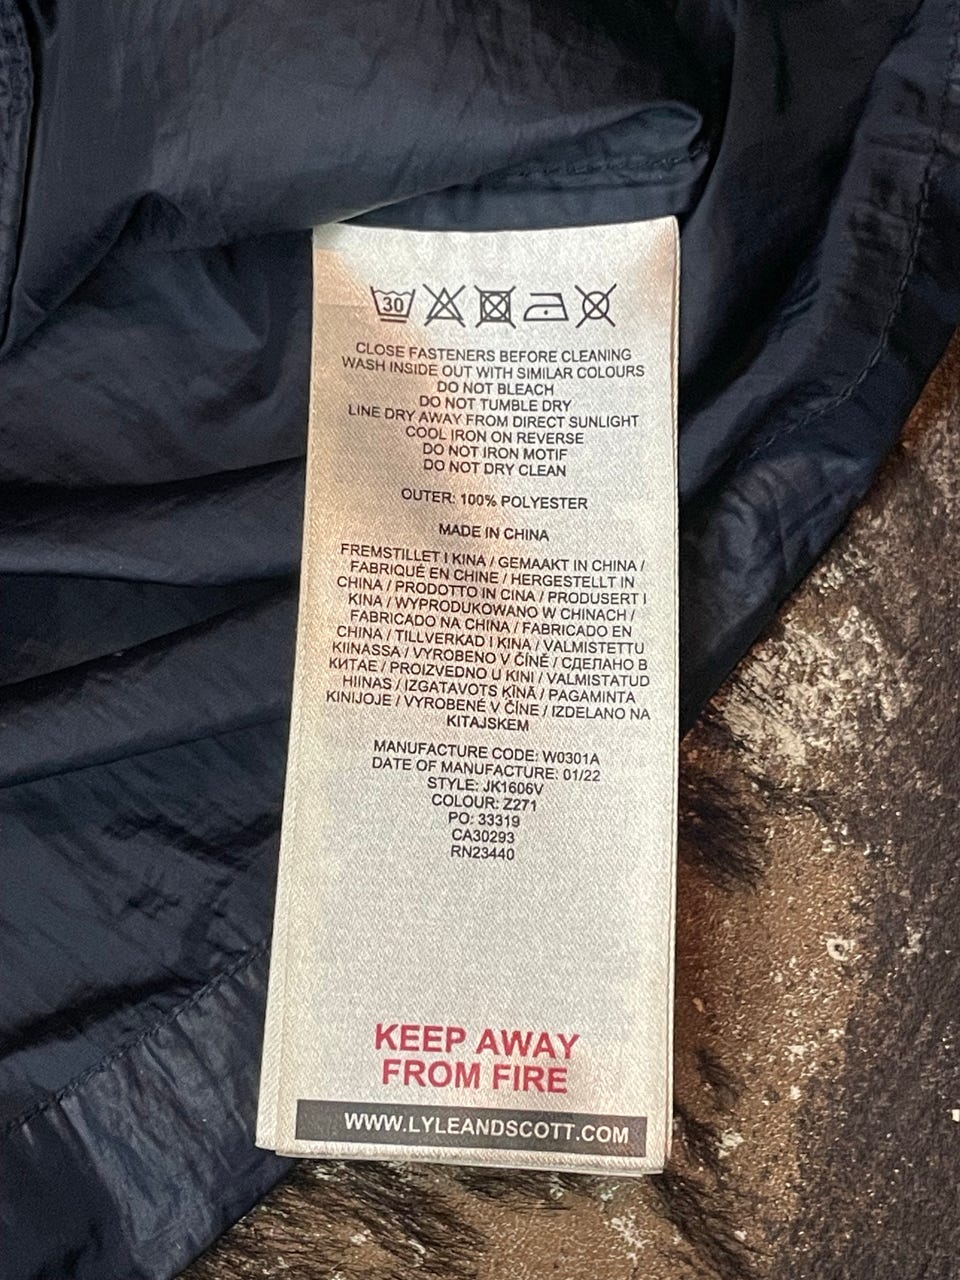 30
CLOSE FASTENERS BEFORE CLEANING
WASH INSIDE OUT WITH SIMILAR COLOURS
DO NOT BLEACH
DO NOT TUMBLE DRY
LINE DRY AWAY FROM DIRECT SUNLIGHT
COOL IRON ON REVERSE
DO NOT IRON MOTIF
DO NOT DRY CLEAN
OUTER: 100% POLYESTER
MADE IN CHINA
FREMSTILLET I KINA / GEMAAKT IN CHINA /
FABRIQUÉ EN CHINE / HERGESTELLT IN
CHINA / PRODOTTO IN CINA / PRODUSERT I
KINA / WYPRODUKOWANO W CHINACH /
FABRICADO NA CHINA / FABRICADO EN
CHINA / TILLVERKAD I KINA / VALMISTETTU
KIINASSA / VYROBENO V ČÍNĚ / СДЕЛАНО В
КИТАЕ / PROIZVEDNO U KINI / VALMISTATUD
HIINAS / IZGATAVOTS ĶĪNĀ / PAGAMINTA
KINIJOJE / VYROBENÉ V ČÍNE / IZDELANO NA
KITAJSKEM
MANUFACTURE CODE: W0301A
DATE OF MANUFACTURE: 01/22
STYLE: JK1606V
COLOUR: Z271
PO: 33319
CA30293
RN23440
KEEP AWAY
FROM FIRE
WWW.LYLEANDSCOTT.COM